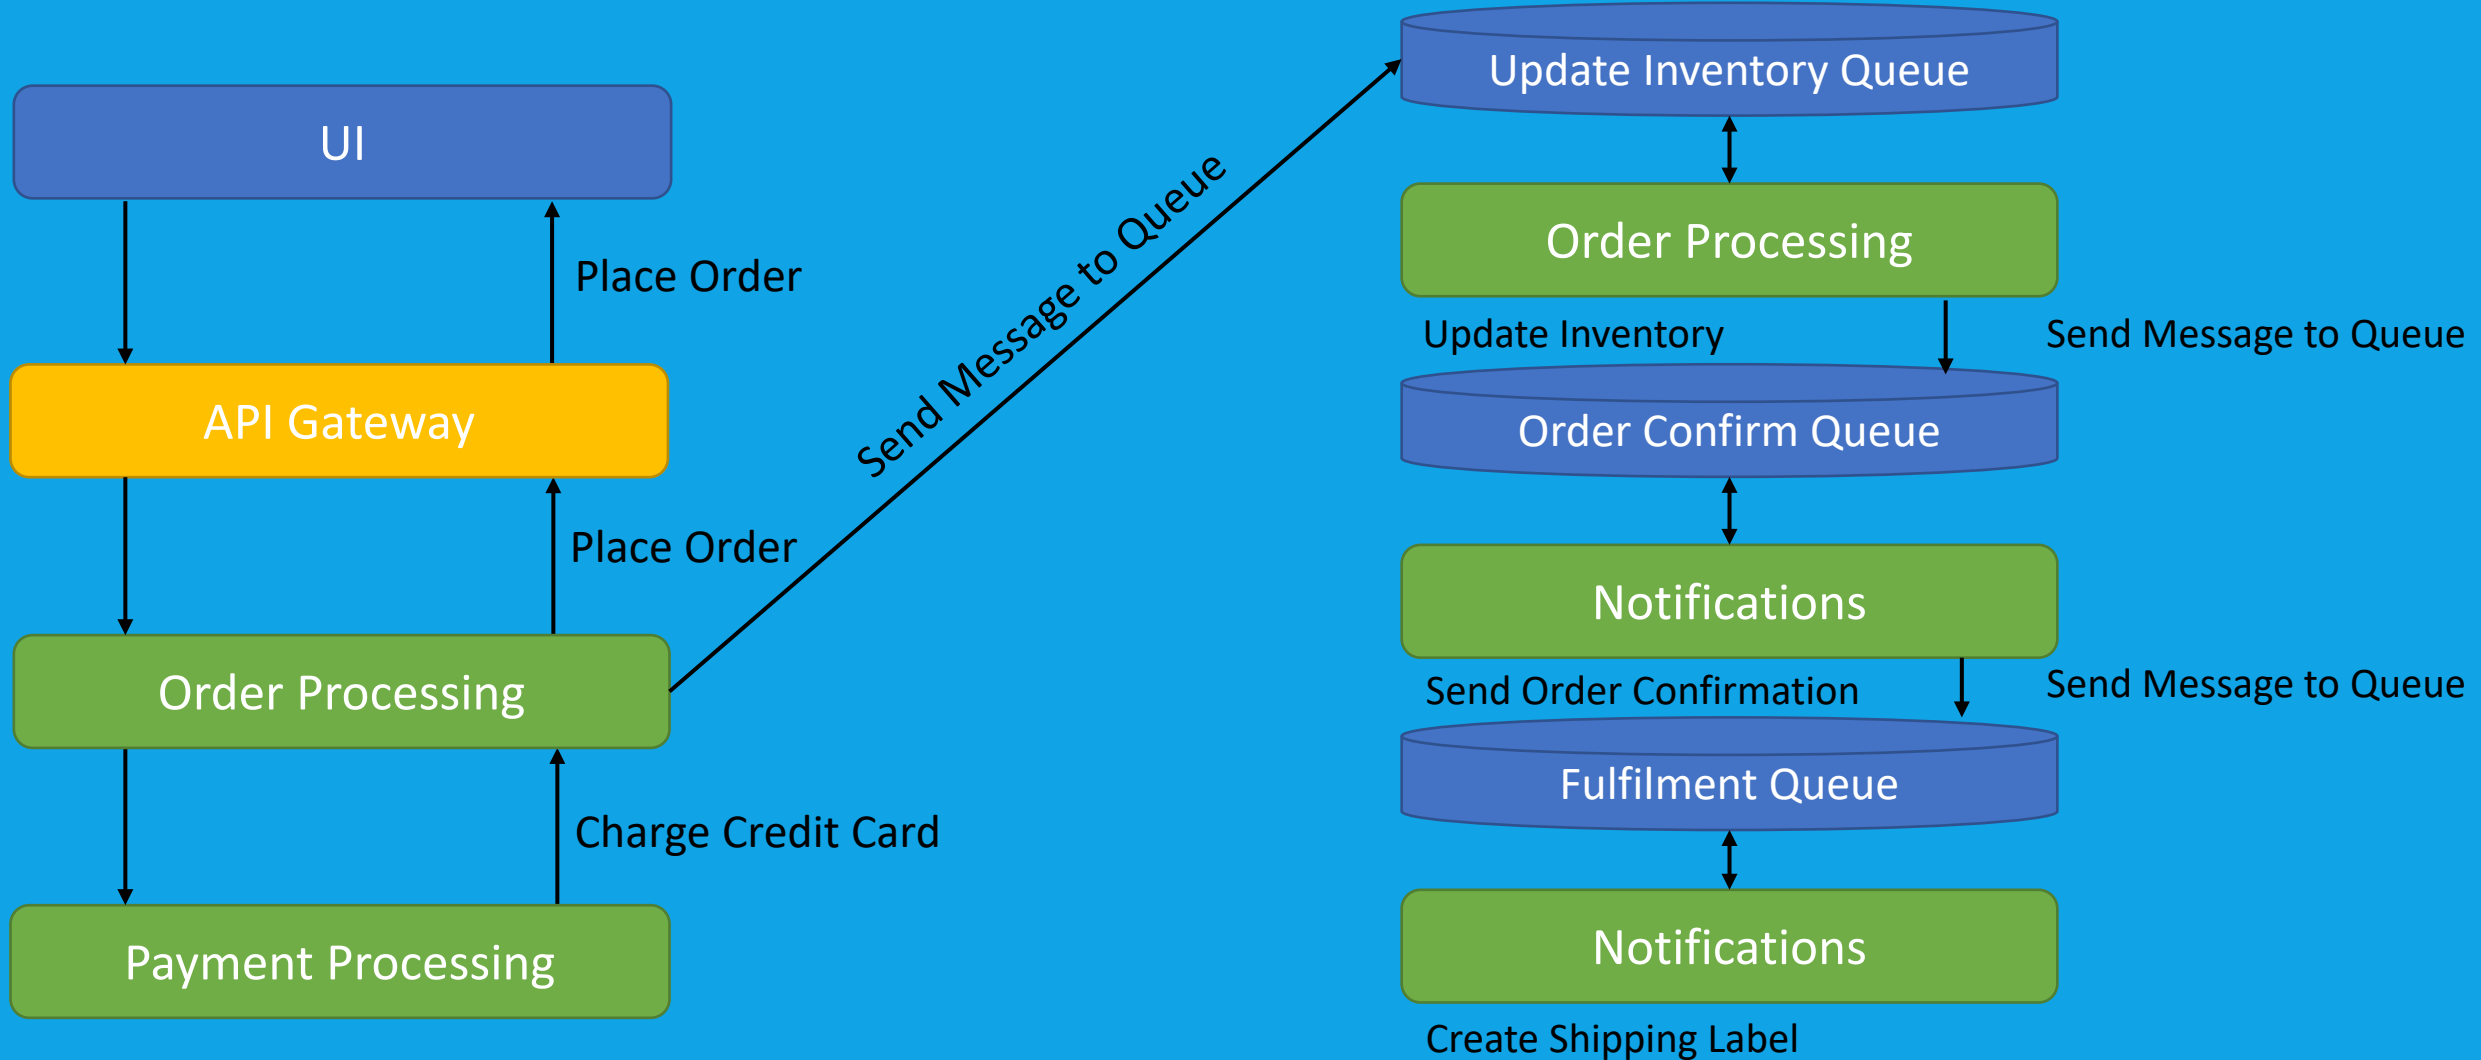 UI
Place Order
API Gateway
Place Order
Order Processing
Charge Credit Card
Payment Processing
Send Message to Queue
Update Inventory Queue
Order Processing
Update Inventory
Send Message to Queue
Order Confirm Queue
Notifications
Send Order Confirmation
Send Message to Queue
Fulfilment Queue
Notifications
Create Shipping Label